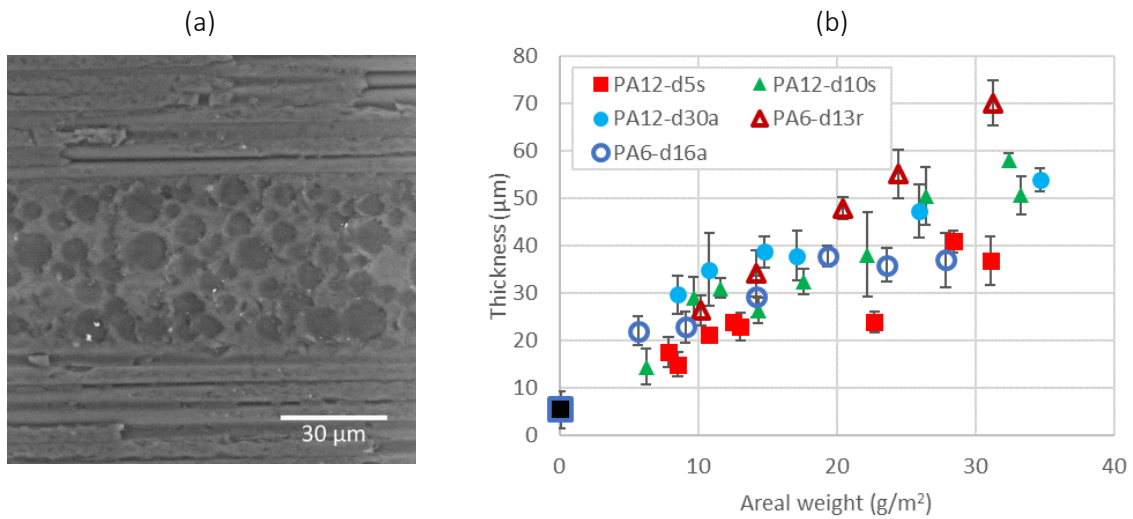 (a)
(b)
30 µm
Thickness (µm)
80
70
60
50
40
30
20
10
0
PA12-d5s
PA12-d10s
PA12-d30a
PA6-d13r
PA6-d16a
0
10
20
30
40
Areal weight (g/m²)